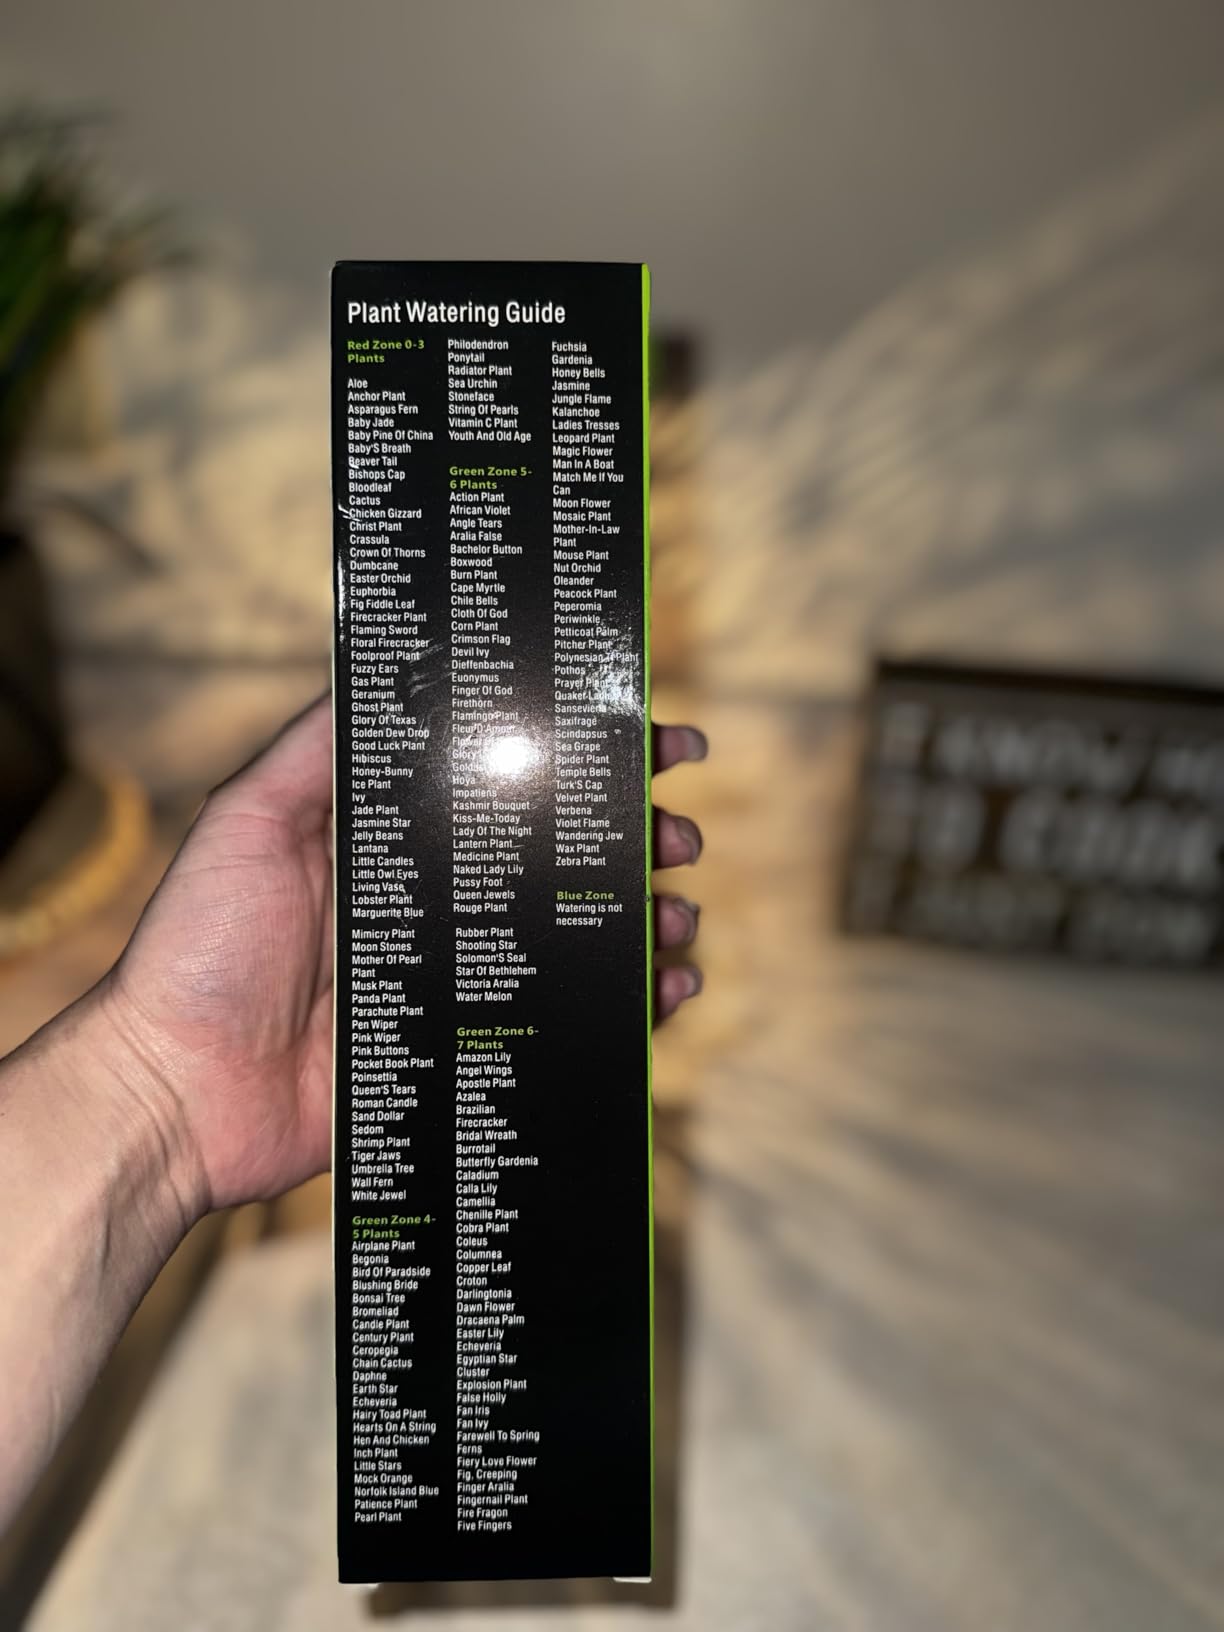 Plant Watering Guide
Red Zone 0-3
Plants
Aloe
Anchor Plant
Asparagus Fern
Baby Jade
Baby Pine Of China
Baby'S Breath
Beaver Tail
Bishops Cap
Bloodleaf
Cactus
Chicken Gizzard
Christ Plant
Crassula
Crown Of Thorns
Dumbcane
Easter Orchid
Euphorbia
Fig Fiddle Leaf
Firecracker Plant
Flaming Sword
Floral Firecracker
Foolproof Plant
Fuzzy Ears
Gas Plant
Geranium
Ghost Plant
Glory Of Texas
Golden Dew Drop
Good Luck Plant
Hibiscus
Honey-Bunny
Ice Plant
Ivy
Jade Plant
Jasmine Star
Jelly Beans
Lantana
Little Candles
Little Owl Eyes
Living Vase
Lobster Plant
Marguerite Blue
Mimicry Plant
Moon Stones
Mother Of Pearl
Plant
Musk Plant
Panda Plant
Parachute Plant
Pen Wiper
Pink Wiper
Pink Buttons
Pocket Book Plant
Poinsettia
Queen'S Tears
Roman Candle
Sand Dollar
Sedom
Shrimp Plant
Tiger Jaws
Umbrella Tree
Wall Fern
White Jewel
Green Zone 4-
5 Plants
Airplane Plant
Begonia
Bird Of Paradside
Blushing Bride
Bonsai Tree
Bromeliad
Candle Plant
Century Plant
Ceropegia
Chain Cactus
Daphne
Earth Star
Echeveria
Hairy Toad Plant
Hearts On A String
Hen And Chicken
Inch Plant
Little Stars
Mock Orange
Norfolk Island Blue
Patience Plant
Pearl Plant
Philodendron
Ponytail
Radiator Plant
Sea Urchin
Stoneface
String Of Pearls
Vitamin C Plant
Youth And Old Age
Green Zone 5-
6 Plants
Action Plant
African Violet
Angle Tears
Aralia False
Bachelor Button
Boxwood
Burn Plant
Cape Myrtle
Chile Bells
Cloth Of God
Corn Plant
Crimson Flag
Devil Ivy
Dieffenbachia
Euonymus
Finger Of God
Firethorn
Flamingo Plant
Fleur D'Amour
Hoya
Impatiens
Kashmir Bouquet
Kiss-Me-Today
Lady Of The Night
Lantern Plant
Medicine Plant
Naked Lady Lily
Pussy Foot
Queen Jewels
Rouge Plant
Rubber Plant
Shooting Star
Solomon'S Seal
Star Of Bethlehem
Victoria Aralia
Water Melon
Green Zone 6-
7 Plants
Amazon Lily
Angel Wings
Apostle Plant
Azalea
Brazilian
Firecracker
Bridal Wreath
Burrotail
Butterfly Gardenia
Caladium
Calla Lily
Camellia
Chenille Plant
Cobra Plant
Coleus
Columnea
Copper Leaf
Croton
Darlingtonia
Dawn Flower
Dracaena Palm
Easter Lily
Echeveria
Egyptian Star
Cluster
Explosion Plant
False Holly
Fan Iris
Fan Ivy
Farewell To Spring
Ferns
Fiery Love Flower
Fig, Creeping
Finger Aralia
Fingernail Plant
Fire Fragon
Five Fingers
Fuchsia
Gardenia
Honey Bells
Jasmine
Jungle Flame
Kalanchoe
Ladies Tresses
Leopard Plant
Magic Flower
Man In A Boat
Match Me If You
Can
Moon Flower
Mosaic Plant
Mother-In-Law
Plant
Mouse Plant
Nut Orchid
Oleander
Peacock Plant
Peperomia
Periwinkle
Petticoat Palm
Pitcher Plant
Polynesian Ti Plant
Pothos
Prayer Plant
Sansevieria
Saxifrage
Scindapsus
Sea Grape
Spider Plant
Temple Bells
Turk'S Cap
Velvet Plant
Verbena
Violet Flame
Wandering Jew
Wax Plant
Zebra Plant
Blue Zone
Watering is not
necessary